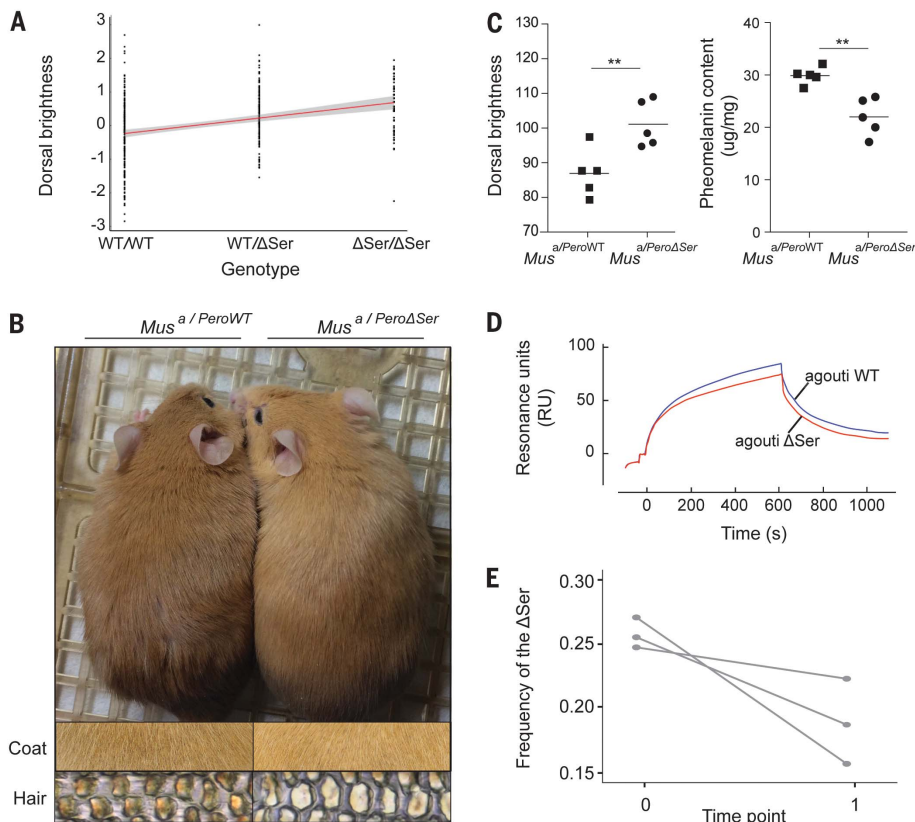 A
Dorsal brightness
3
2
1
0
-1
-2
-3
WT/WT
WT/ΔSer
ΔSer/ΔSer
Genotype
B
Mus a / PeroWT
Mus a / PeroΔSer
Coat
Hair
C
Dorsal brightness
130
120
110
100
90
80
70
**
Mus a/PeroWT
Mus a/PeroΔSer
Pheomelanin content
(ug/mg)
40
30
20
10
0
**
Mus a/PeroWT
Mus a/PeroΔSer
D
Resonance units
(RU)
100
50
0
agouti WT
agouti ΔSer
0 200 400 600 800 1000
Time (s)
E
Frequency of the ΔSer
0.30
0.25
0.20
0.15
0 1
Time point